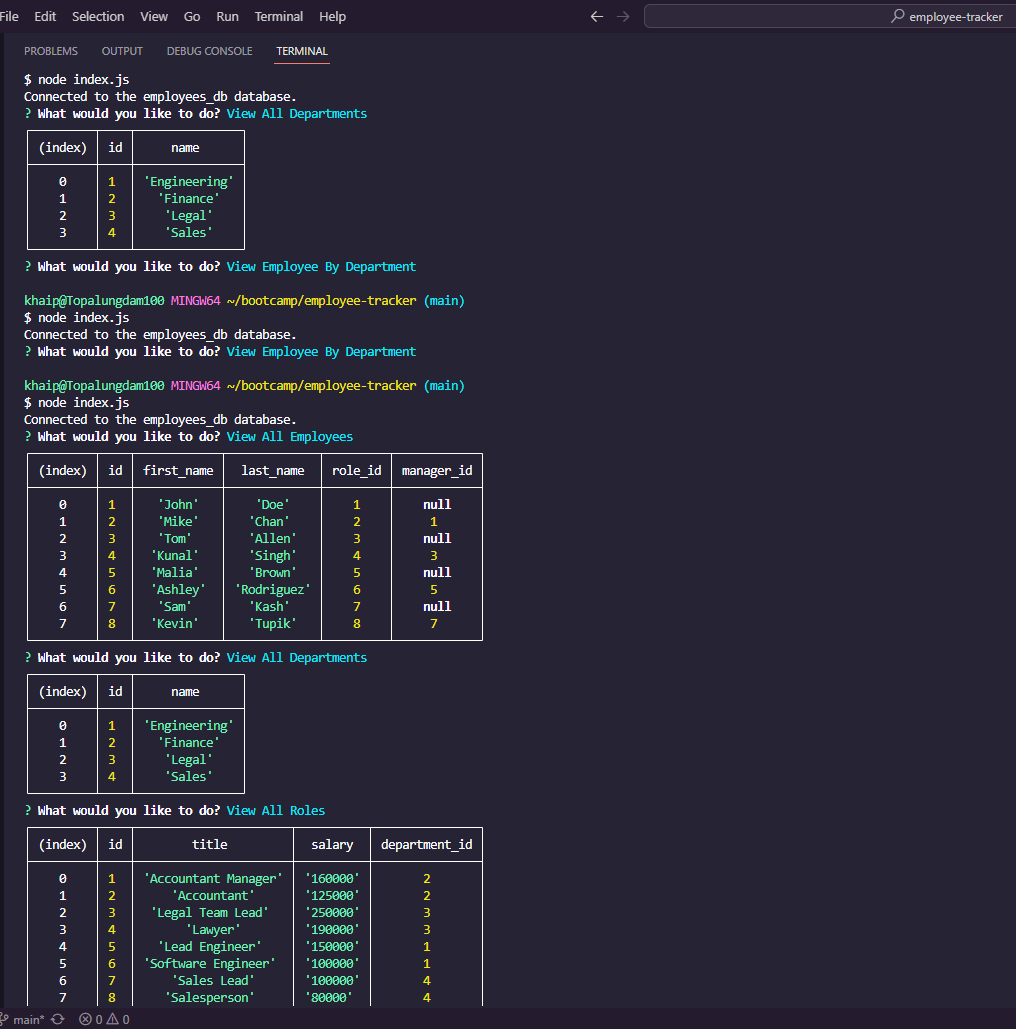 File Edit Selection View Go Run Terminal Help employee-tracker
PROBLEMS OUTPUT DEBUG CONSOLE TERMINAL
$ node index.js
Connected to the employees_db database.
? What would you like to do? View All Departments
(index) id name
0 1 'Engineering'
1 2 'Finance'
2 3 'Legal'
3 4 'Sales'
? What would you like to do? View Employee By Department
khaip@Topalungdam100 MINGW64 ~/bootcamp/employee-tracker (main)
$ node index.js
Connected to the employees_db database.
? What would you like to do? View Employee By Department
khaip@Topalungdam100 MINGW64 ~/bootcamp/employee-tracker (main)
$ node index.js
Connected to the employees_db database.
? What would you like to do? View All Employees
(index) id first_name last_name role_id manager_id
0 1 'John' 'Doe' 1 null
1 2 'Mike' 'Chan' 2 1
2 3 'Tom' 'Allen' 3 null
3 4 'Kunal' 'Singh' 4 3
4 5 'Malia' 'Brown' 5 null
5 6 'Ashley' 'Rodriguez' 6 5
6 7 'Sam' 'Kash' 7 null
7 8 'Kevin' 'Tupik' 8 7
? What would you like to do? View All Departments
(index) id name
0 1 'Engineering'
1 2 'Finance'
2 3 'Legal'
3 4 'Sales'
? What would you like to do? View All Roles
(index) id title salary department_id
0 1 'Accountant Manager' '160000' 2
1 2 'Accountant' '125000' 2
2 3 'Legal Team Lead' '250000' 3
3 4 'Lawyer' '190000' 3
4 5 'Lead Engineer' '150000' 1
5 6 'Software Engineer' '100000' 1
6 7 'Sales Lead' '100000' 4
7 8 'Salesperson' '80000' 4
main* 0 0